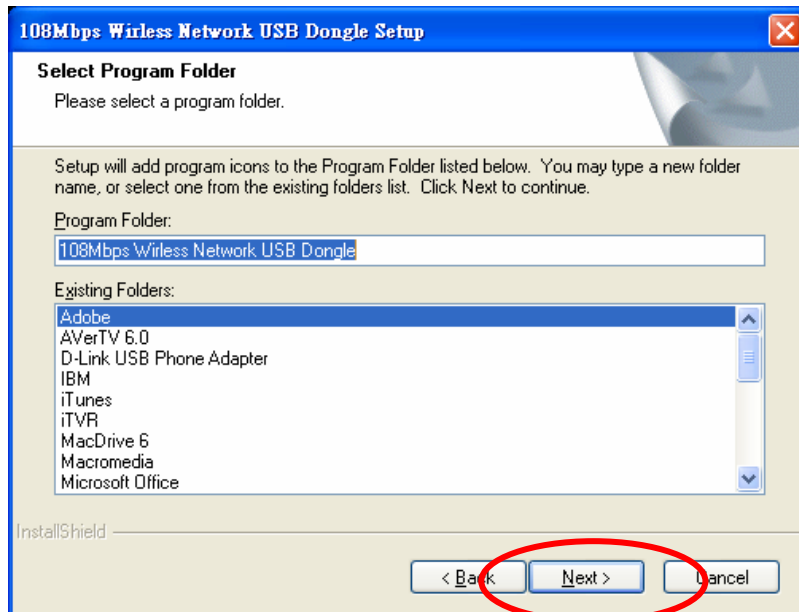 108Mbps Wirless Network USB Dongle Setup
Select Program Folder
Please select a program folder.
Setup will add program icons to the Program Folder listed below.  You may type a new folder
name, or select one from the existing folders list.  Click Next to continue.
Program Folder:
108Mbps Wirless Network USB Dongle
Existing Folders:
Adobe
AVerTV 6.0
D-Link USB Phone Adapter
IBM
iTunes
iTVR
MacDrive 6
Macromedia
Microsoft Office
InstallShield
< Back Next > Cancel